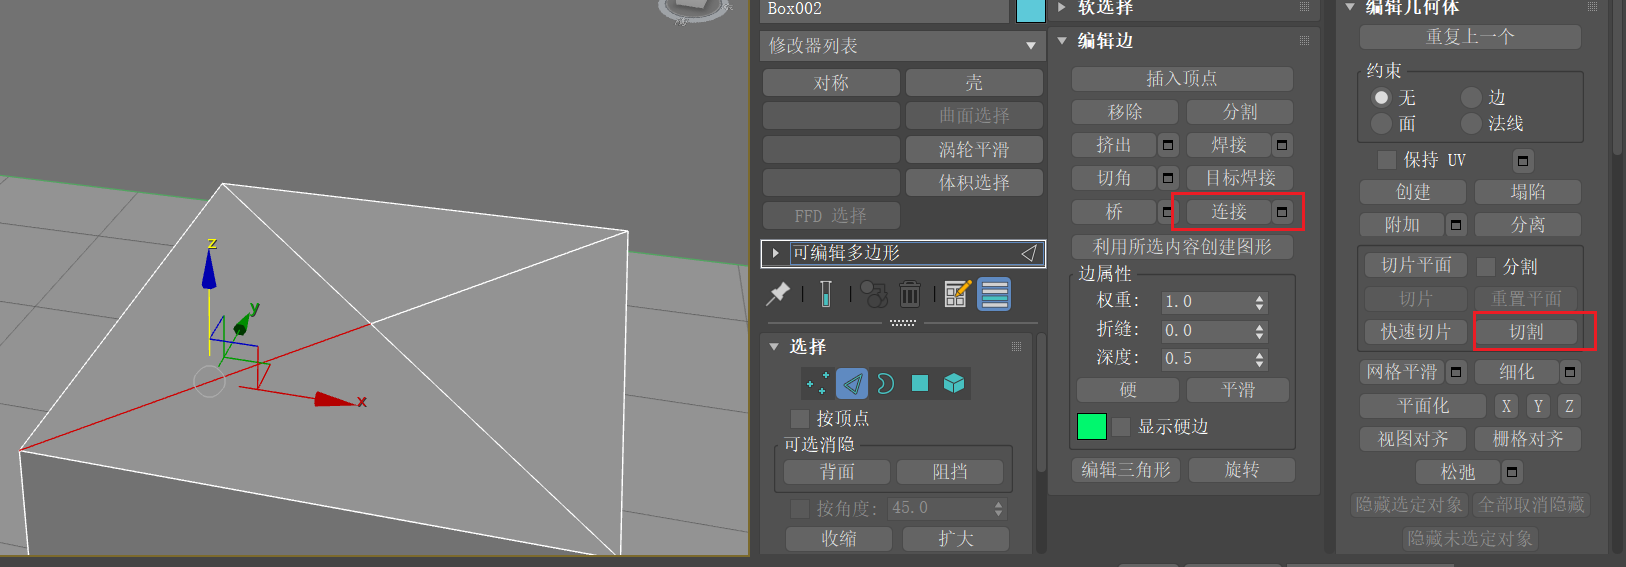 Box002
修改器列表
对称
壳
曲面选择
涡轮平滑
体积选择
FFD 选择
可编辑多边形
选择
按顶点
可选消隐
背面
阻挡
按角度:
45.0
收缩
扩大
软选择
编辑边
插入顶点
移除
分割
挤出
焊接
切角
目标焊接
桥
连接
利用所选内容创建图形
边属性
权重:
1.0
折缝:
0.0
深度:
0.5
硬
平滑
显示硬边
编辑三角形
旋转
编辑几何体
重复上一个
约束
无
边
面
法线
保持 UV
创建
塌陷
附加
分离
切片平面
分割
切片
重置平面
快速切片
切割
网格平滑
细化
平面化
X
Y
Z
视图对齐
栅格对齐
松弛
隐藏选定对象
全部取消隐藏
隐藏未选定对象
z
y
x